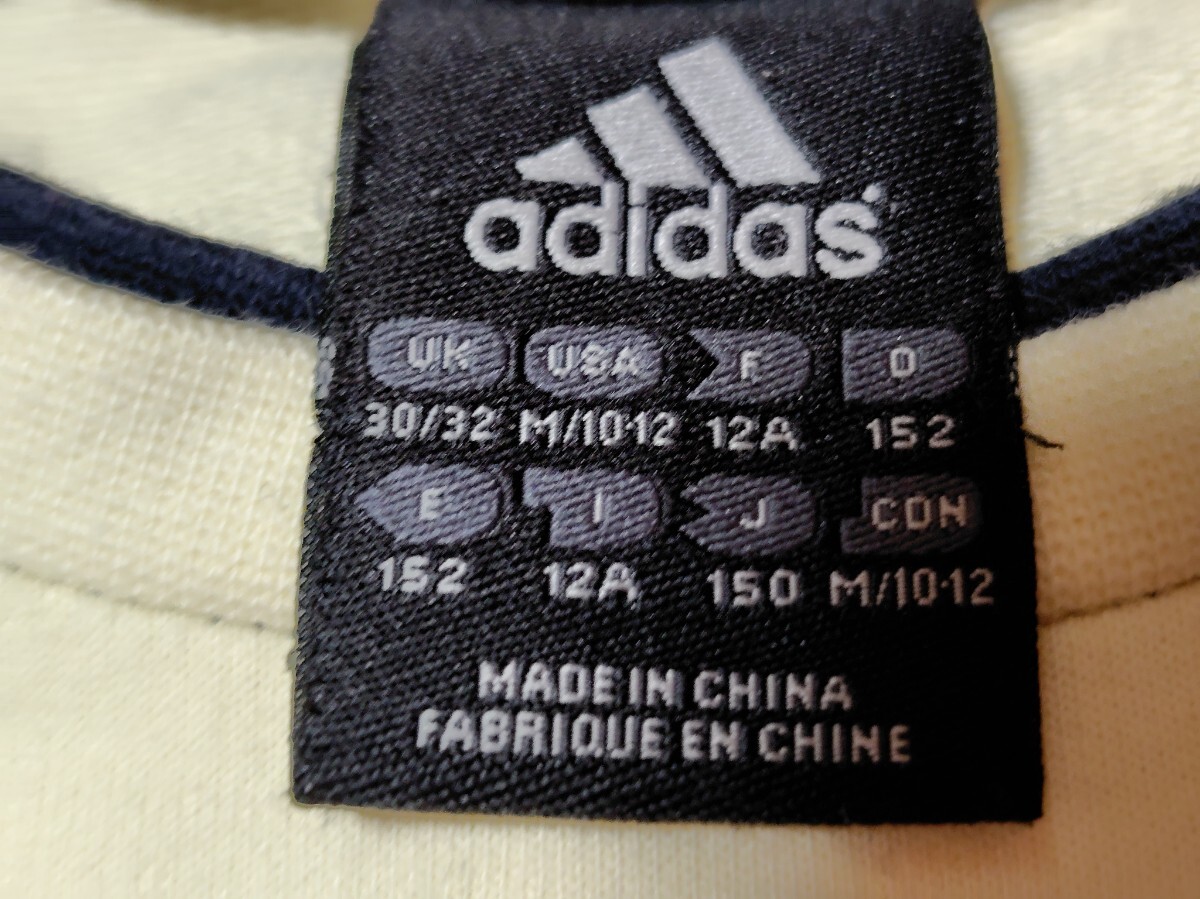 adidas
UK USA F D
30/32 M/10-12 12A 152
E I J CDN
152 12A 150 M/10-12
MADE IN CHINA
FABRIQUE EN CHINE